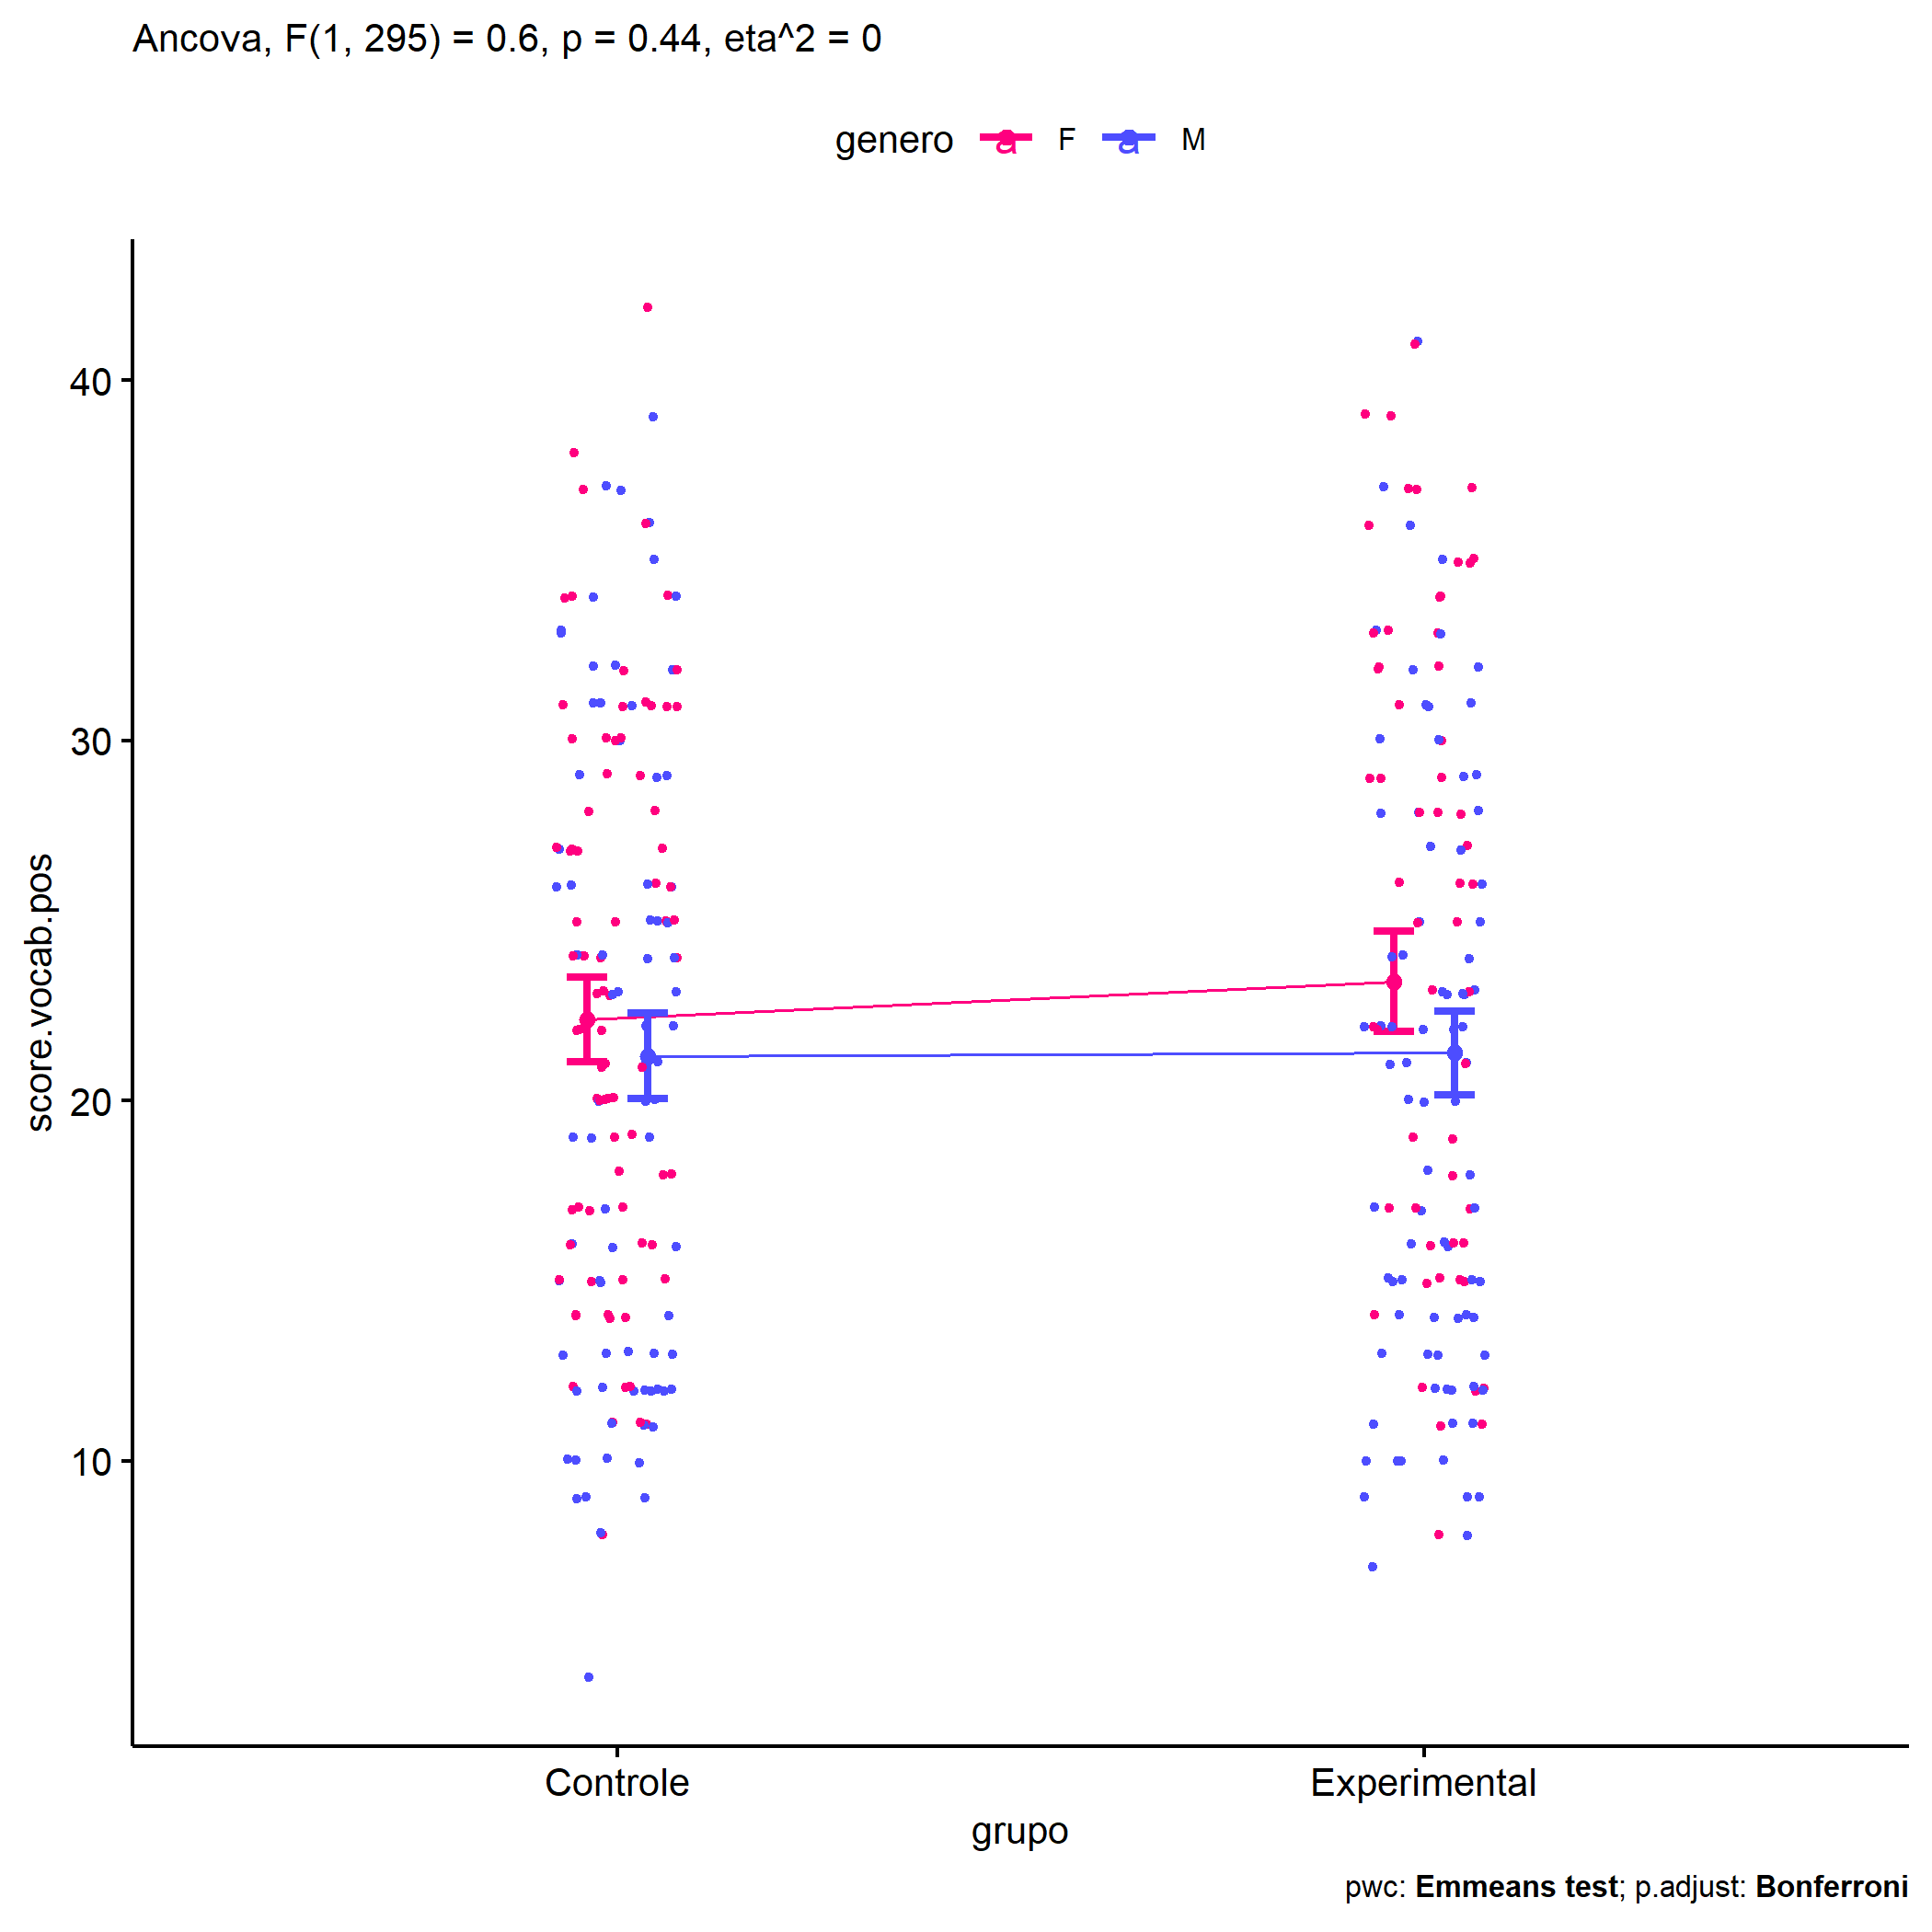 Ancova, F(1, 295) = 0.6, p = 0.44, eta^2 = 0
genero a F a M
score.vocab.pos
40
30
20
10
Controle Experimental
grupo
pwc: Emmeans test; p.adjust: Bonferroni